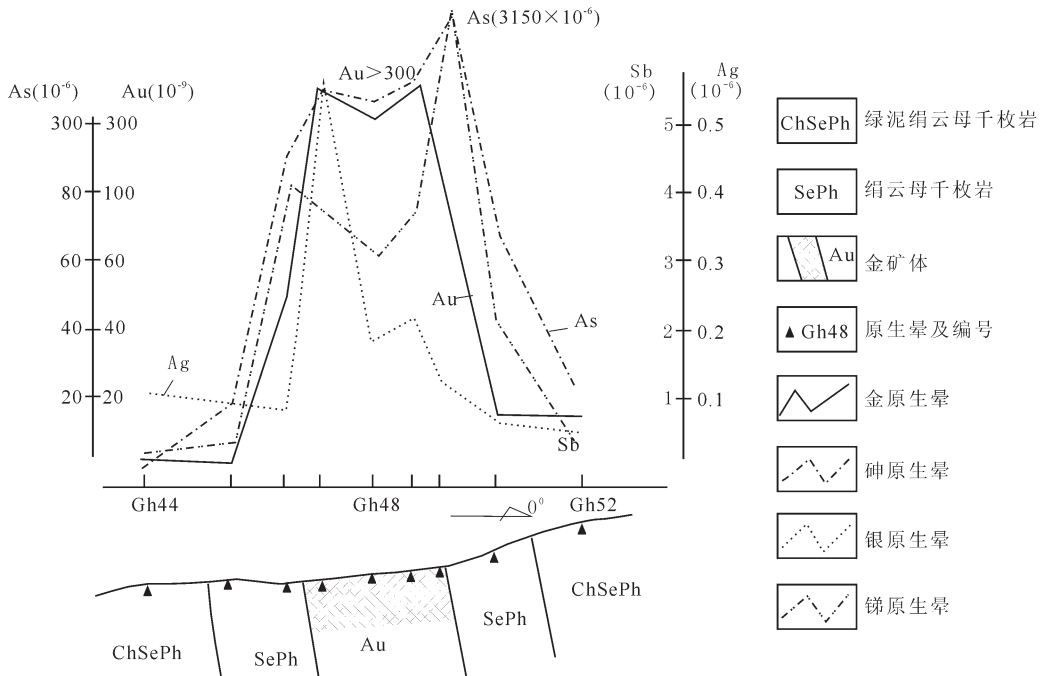 As(3150×10⁻⁶)
Au>300
As(10⁻⁶) Au(10⁻⁹)
Sb (10⁻⁶) Ag (10⁻⁶)
300 300
80 100
60 60
40 40
20 20
5 0.5
4 0.4
3 0.3
2 0.2
1 0.1
Au
As
Ag
Sb
Gh44 Gh48 Gh52
0⁰
ChSePh SePh Au SePh ChSePh
ChSePh 绿泥绢云母千枚岩
SePh 绢云母千枚岩
Au 金矿体
▲ Gh48 原生晕及编号
金原生晕
砷原生晕
银原生晕
锑原生晕